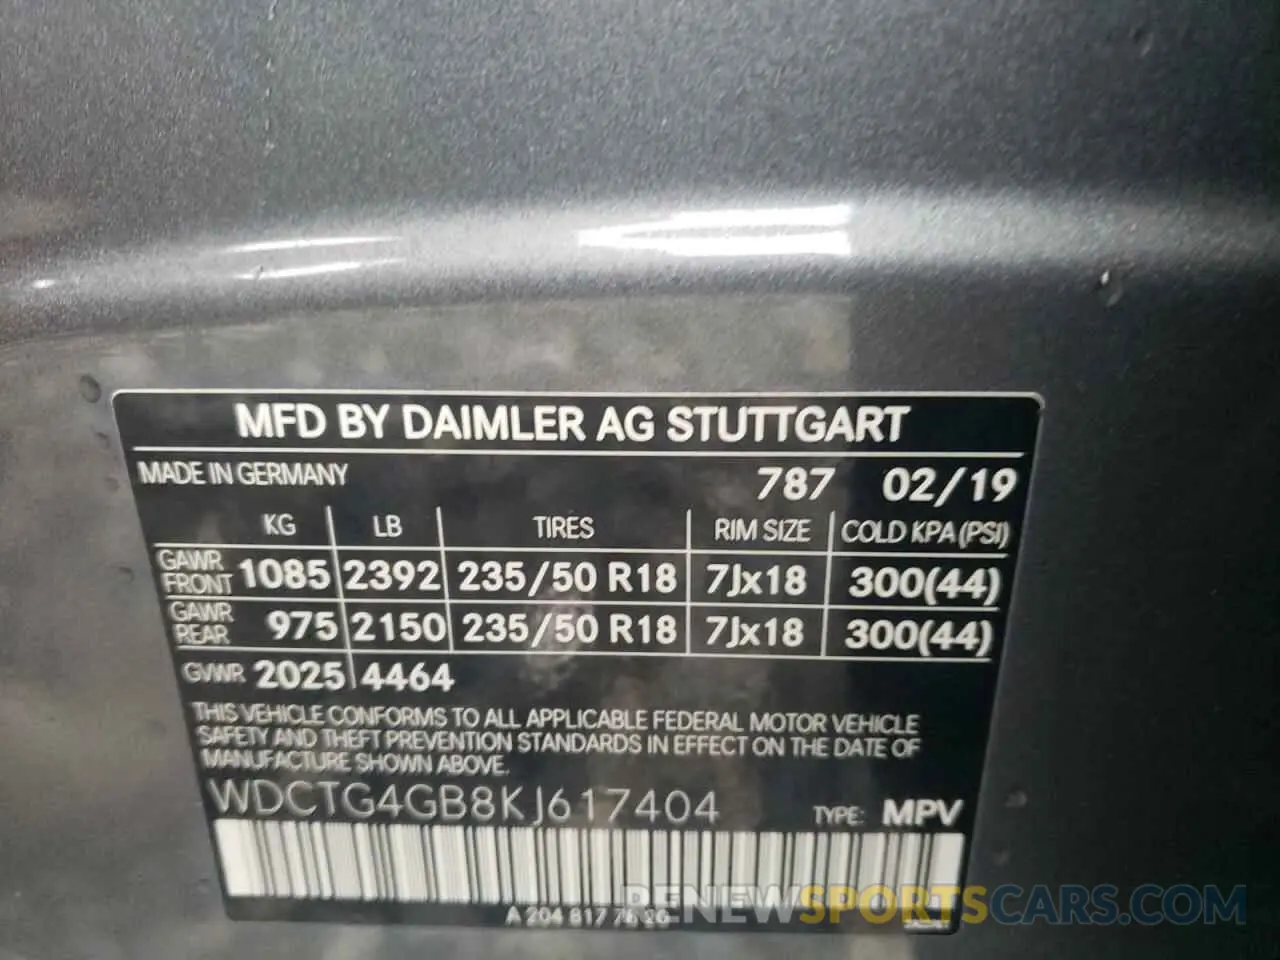 MFD BY DAIMLER AG STUTTGART
MADE IN GERMANY 787 02/19
KG LB TIRES RIM SIZE COLD KPA (PSI)
GAWR FRONT 1085 2392 235/50 R18 7Jx18 300(44)
GAWR REAR 975 2150 235/50 R18 7Jx18 300(44)
GVWR 2025 4464
THIS VEHICLE CONFORMS TO ALL APPLICABLE FEDERAL MOTOR VEHICLE
SAFETY AND THEFT PREVENTION STANDARDS IN EFFECT ON THE DATE OF
MANUFACTURE SHOWN ABOVE.
WDCTG4GB8KJ617404 TYPE: MPV
A 204 817
RENEWSPORTSCARS.COM